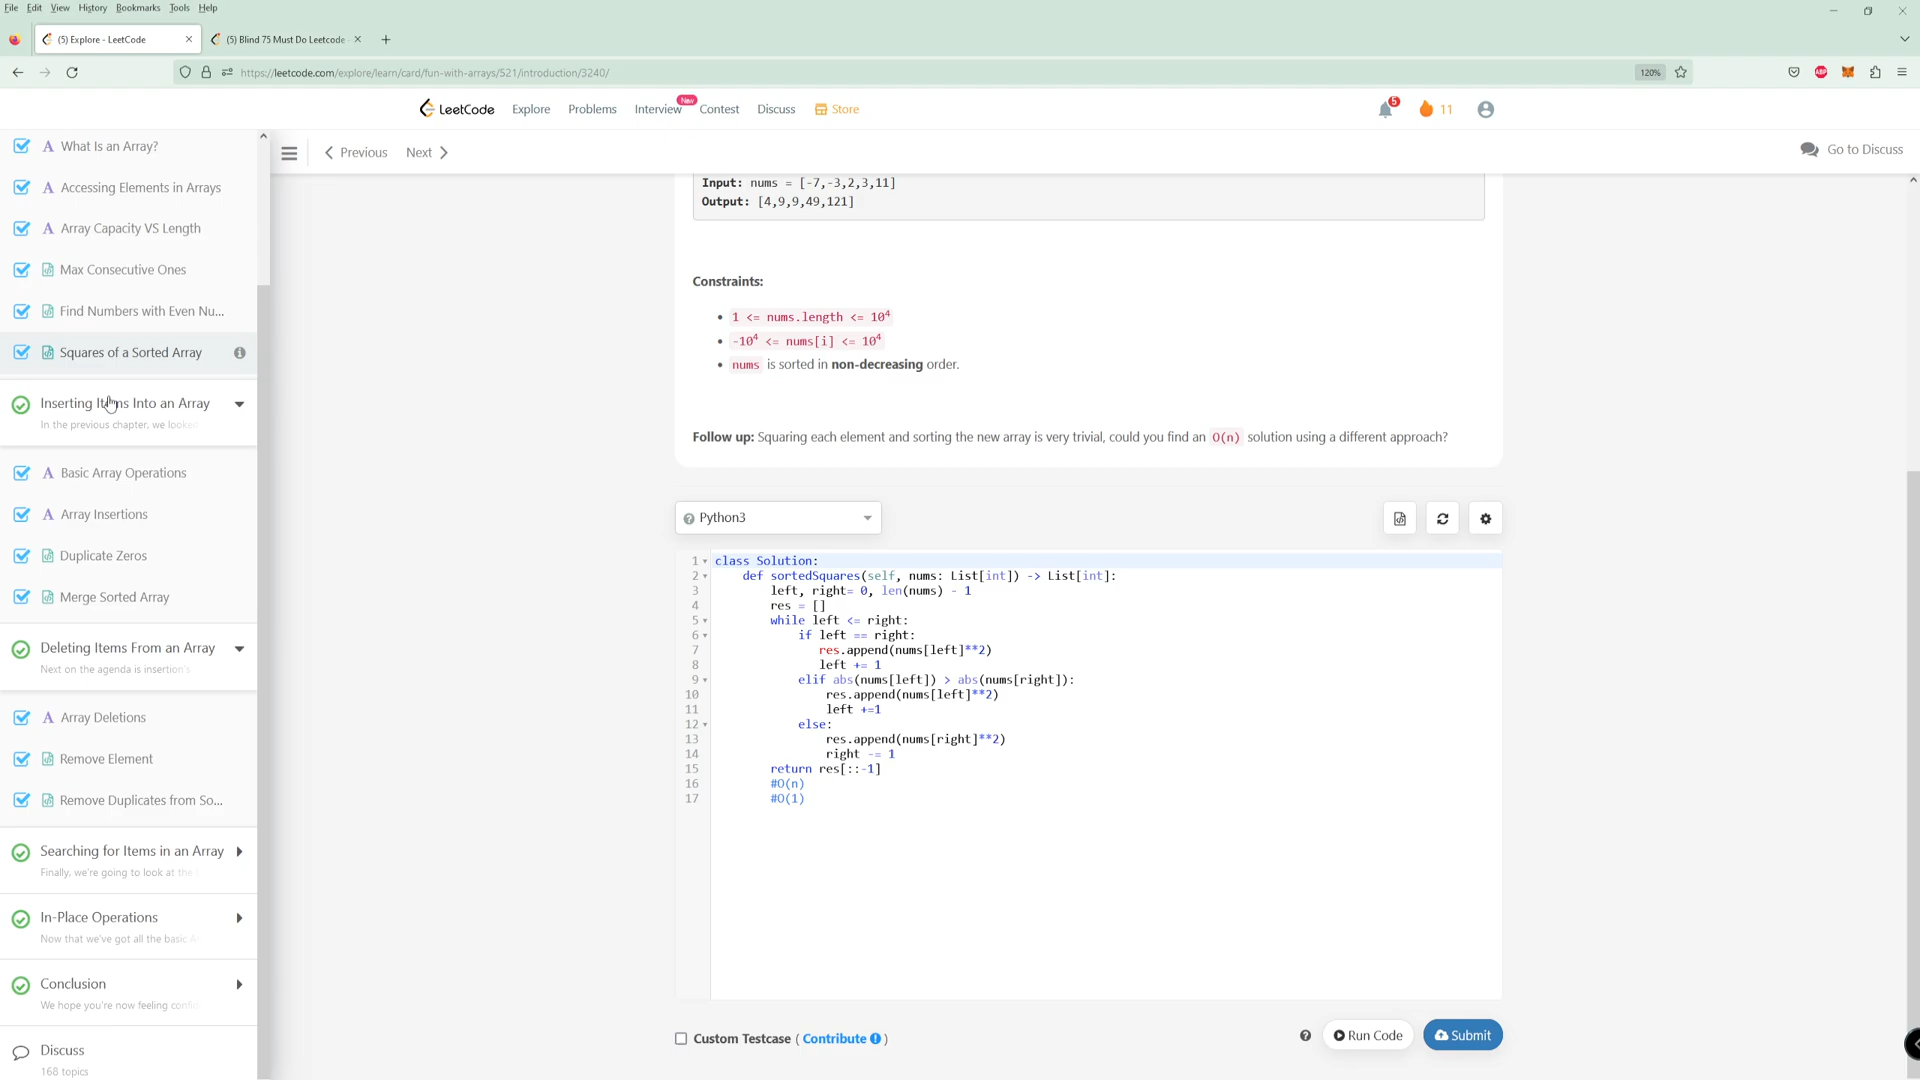 File Edit View History Bookmarks Tools Help
(5) Explore - LeetCode
(5) Blind 75 Must Do Leetcode
https://leetcode.com/explore/learn/card/fun-with-arrays/521/introduction/3240/
120%
ABP
LeetCode Explore Problems Interview New Contest Discuss Store
5
11
Previous Next
Go to Discuss
A What Is an Array?
A Accessing Elements in Arrays
A Array Capacity VS Length
Max Consecutive Ones
Find Numbers with Even Nu...
Squares of a Sorted Array
Inserting Items Into an Array
In the previous chapter, we looked
A Basic Array Operations
A Array Insertions
Duplicate Zeros
Merge Sorted Array
Deleting Items From an Array
Next on the agenda is insertion's
A Array Deletions
Remove Element
Remove Duplicates from So...
Searching for Items in an Array
Finally, we're going to look at the
In-Place Operations
Now that we've got all the basic
Conclusion
We hope you're now feeling
Discuss
168 topics
Input: nums = [-7,-3,2,3,11]
Output: [4,9,9,49,121]
Constraints:
• 1 <= nums.length <= 10⁴
• -10⁴ <= nums[i] <= 10⁴
• nums is sorted in non-decreasing order.
Follow up: Squaring each element and sorting the new array is very trivial, could you find an O(n) solution using a different approach?
Python3
1 class Solution:
2 def sortedSquares(self, nums: List[int]) -> List[int]:
3 left, right= 0, len(nums) - 1
4 res = []
5 while left <= right:
6 if left == right:
7 res.append(nums[left]**2)
8 left += 1
9 elif abs(nums[left]) > abs(nums[right]):
10 res.append(nums[left]**2)
11 left +=1
12 else:
13 res.append(nums[right]**2)
14 right -= 1
15 return res[::-1]
16 #O(n)
17 #O(1)
Custom Testcase ( Contribute )
Run Code
Submit